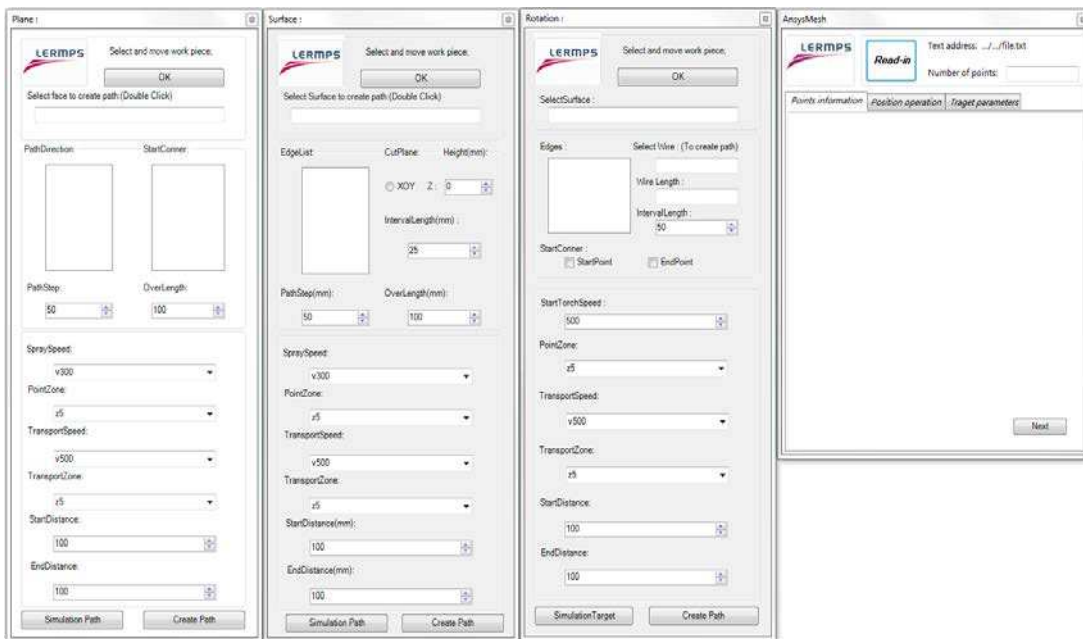 Plane :
LERMPS
Select and move work piece.
OK
Select face to create path:(Double Click)
PathDirection:
StartConner:
PathStep:
OverLength:
50
100
SpraySpeed:
v300
PointZone:
z5
TransportSpeed:
v500
TransportZone:
z5
StartDistance:
100
EndDistance:
100
Simulation Path
Create Path
Surface :
LERMPS
Select and move work piece.
OK
Select Surface to create path:(Double Click)
EdgeList:
CutPlane:
Height(mm):
XOY
Z :
0
IntervalLength(mm) :
25
PathStep(mm):
OverLength(mm):
50
100
SpraySpeed:
v300
PointZone:
z5
TransportSpeed:
v500
TransportZone:
z5
StartDistance(mm):
100
EndDistance(mm):
100
Simulation Path
Create Path
Rotation :
LERMPS
Select and move work piece.
OK
SelectSurface :
Edges :
Select Wire : (To create path)
Wire Length :
IntervalLength :
50
StartConner :
StartPoint
EndPoint
StartTorchSpeed :
500
PointZone:
z5
TransportSpeed:
v500
TransportZone:
z5
StartDistance:
100
EndDistance:
100
SimulationTarget
Create Path
AnsysMesh
LERMPS
Read-in
Text address: .../.../file.txt
Number of points:
Points information
Position operation
Traget parameters
Next